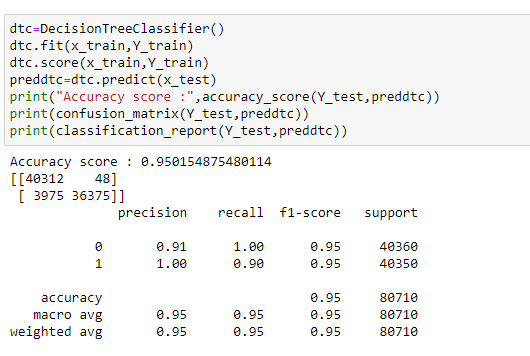 dtc=DecisionTreeClassifier()
dtc.fit(x_train,Y_train)
dtc.score(x_train,Y_train)
preddtc=dtc.predict(x_test)
print("Accuracy score :",accuracy_score(Y_test,preddtc))
print(confusion_matrix(Y_test,preddtc))
print(classification_report(Y_test,preddtc))
Accuracy score : 0.950154875480114
[[40312    48]
 [ 3975 36375]]
              precision    recall  f1-score   support
           0       0.91      1.00      0.95     40360
           1       1.00      0.90      0.95     40350
    accuracy                           0.95     80710
   macro avg       0.95      0.95      0.95     80710
weighted avg       0.95      0.95      0.95     80710